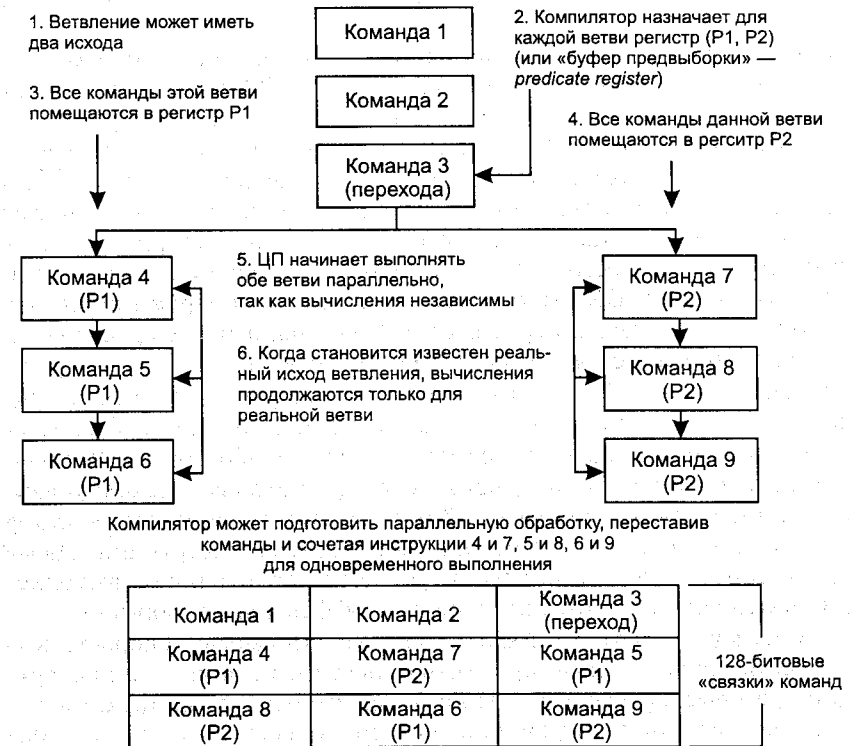 1. Ветвление может иметь
два исхода
Команда 1
2. Компилятор назначает для
каждой ветви регистр (P1, P2)
(или «буфер предвыборки» —
predicate register)
3. Все команды этой ветви
помещаются в регистр P1
Команда 2
4. Все команды данной ветви
помещаются в регситр P2
Команда 3
(перехода)
Команда 4
(P1)
5. ЦП начинает выполнять
обе ветви параллельно,
так как вычисления независимы
Команда 7
(P2)
Команда 5
(P1)
6. Когда становится известен реаль-
ный исход ветвления, вычисления
продолжаются только для
реальной ветви
Команда 8
(P2)
Команда 6
(P1)
Команда 9
(P2)
Компилятор может подготовить параллельную обработку, переставив
команды и сочетая инструкции 4 и 7, 5 и 8, 6 и 9
для одновременного выполнения
Команда 1
Команда 2
Команда 3
(переход)
Команда 4
(P1)
Команда 7
(P2)
Команда 5
(P1)
Команда 8
(P2)
Команда 6
(P1)
Команда 9
(P2)
128-битовые
«связки» команд